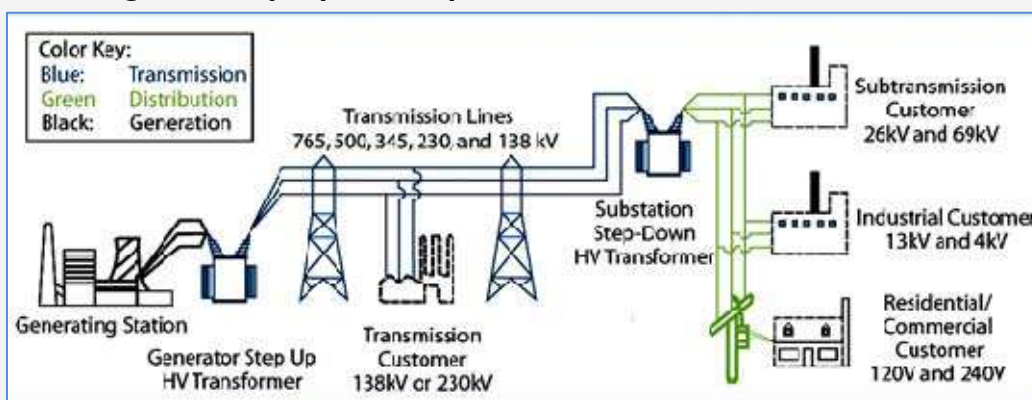 Color Key:
Blue: Transmission
Green Distribution
Black: Generation
Transmission Lines
765, 500, 345, 230, and 138 kV
Subtransmission
Customer
26kV and 69kV
Substation
Step-Down
HV Transformer
Industrial Customer
13kV and 4kV
Generating Station
Residential/
Commercial
Customer
120V and 240V
Generator Step Up
HV Transformer
Transmission
Customer
138kV or 230kV